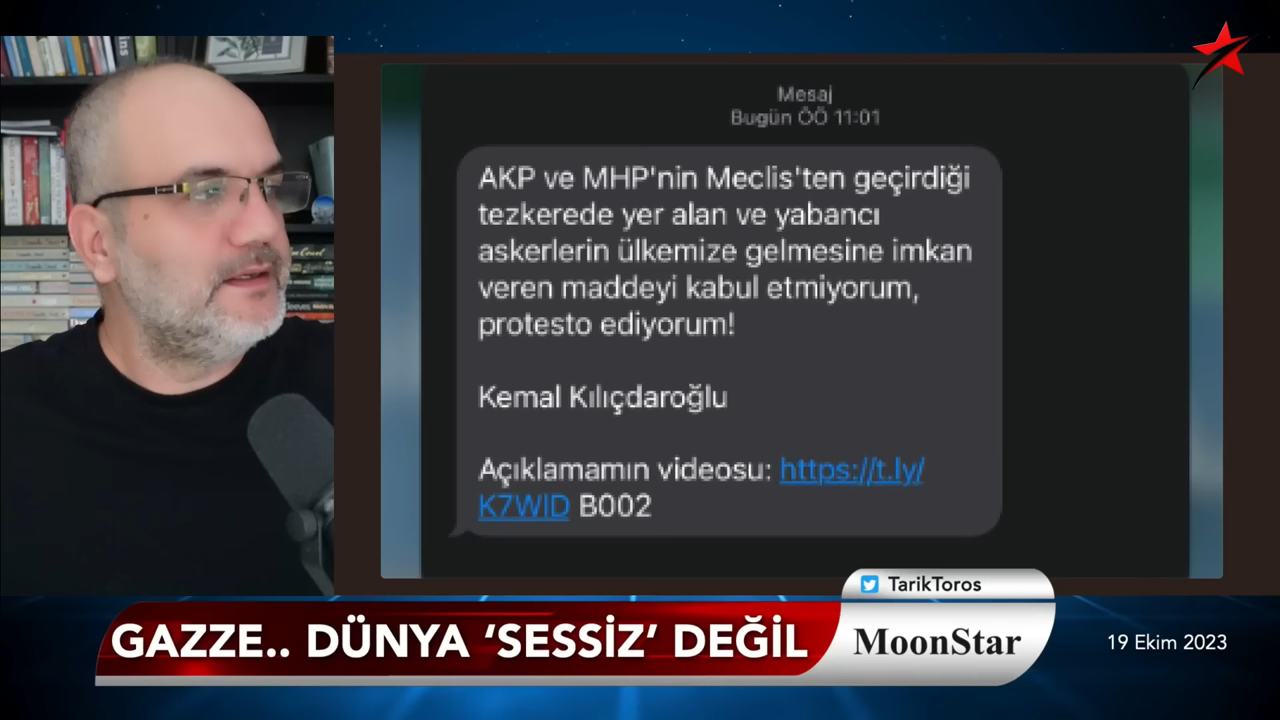 Mesaj
Bugün ÖÖ 11:01
AKP ve MHP'nin Meclis'ten geçirdiği
tezkerede yer alan ve yabancı
askerlerin ülkemize gelmesine imkan
veren maddeyi kabul etmiyorum,
protesto ediyorum!
Kemal Kılıçdaroğlu
Açıklamamın videosu: https://t.ly/
K7WlD B002
TarikToros
GAZZE.. DÜNYA ‘SESSİZ’ DEĞİL
MoonStar
19 Ekim 2023